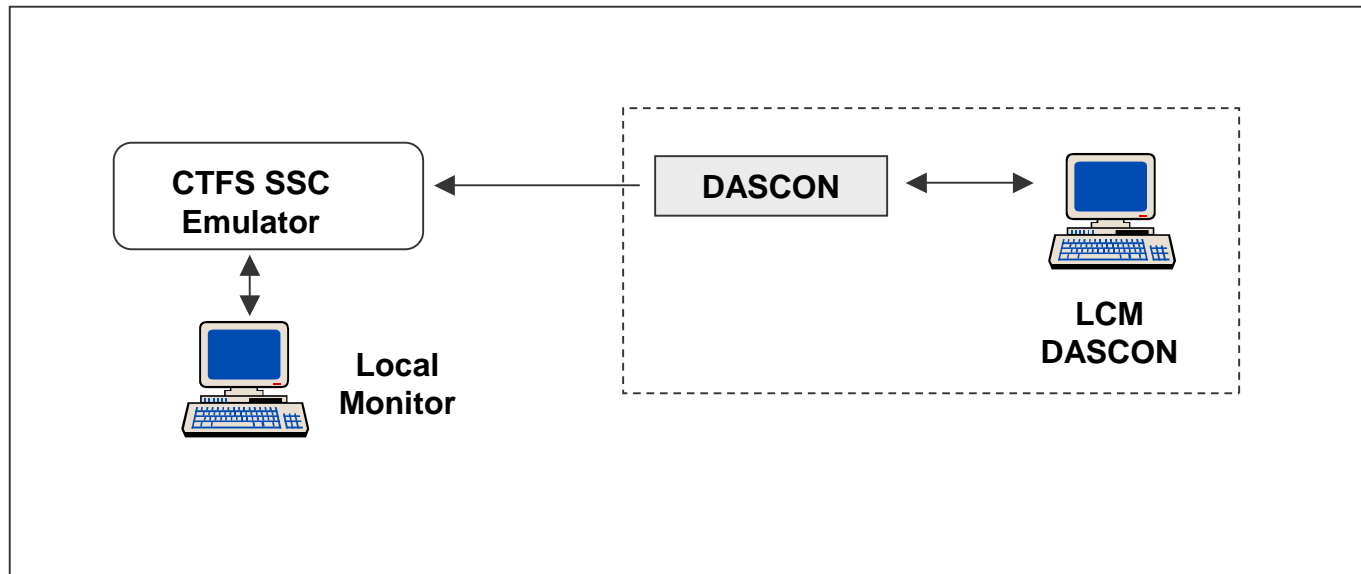 CTFS SSC
Emulator
DASCON
LCM
DASCON
Local
Monitor